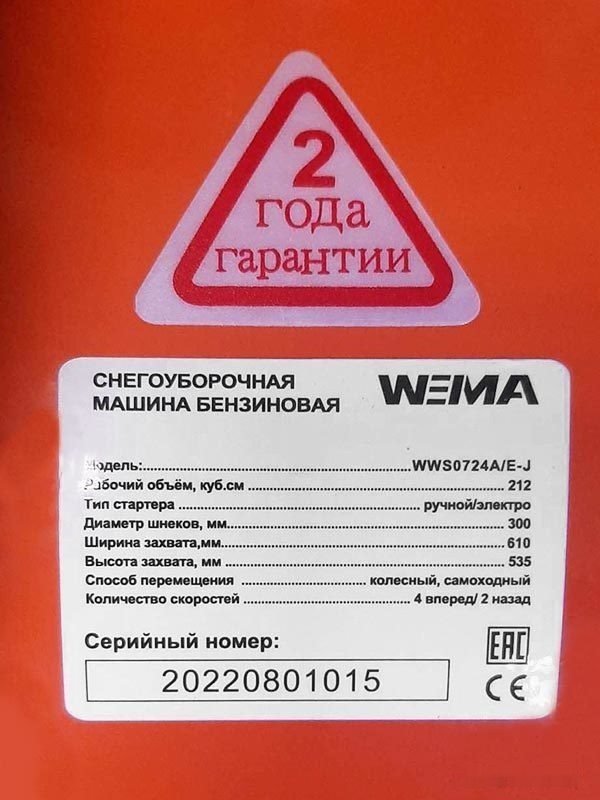 2
года
гарантии
СНЕГОУБОРОЧНАЯ
МАШИНА БЕНЗИНОВАЯ
WEMA
Модель:................WWS0724A/E-J
Рабочий объём, куб.см................212
Тип стартера................ручной/электро
Диаметр шнеков, мм................300
Ширина захвата,мм................610
Высота захвата, мм................535
Способ перемещения................колесный, самоходный
Количество скоростей................4 вперед/ 2 назад
Серийный номер:
EAC
20220801015
CE